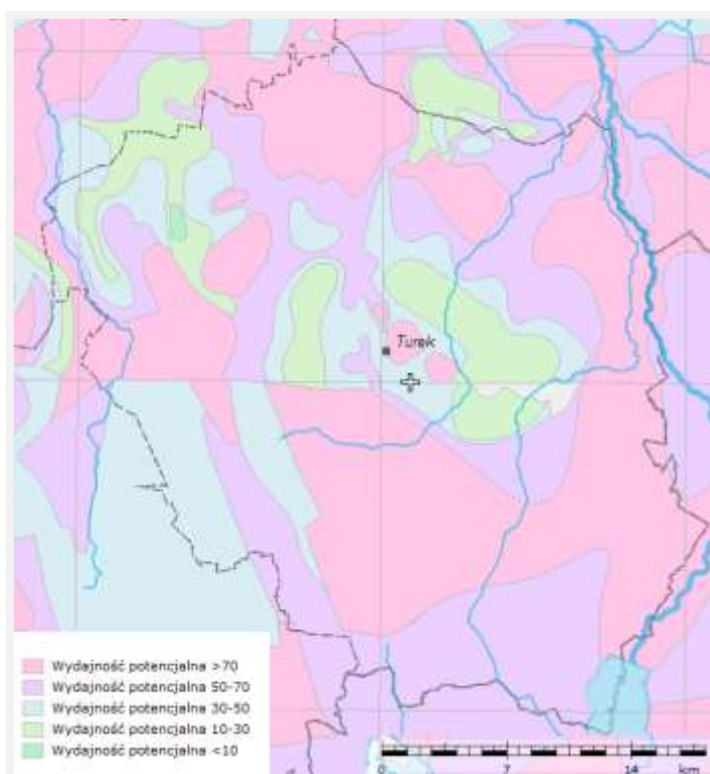 Turek
Wydajność potencjalna >70
Wydajność potencjalna 50-70
Wydajność potencjalna 30-50
Wydajność potencjalna 10-30
Wydajność potencjalna <10
0 7 14 km